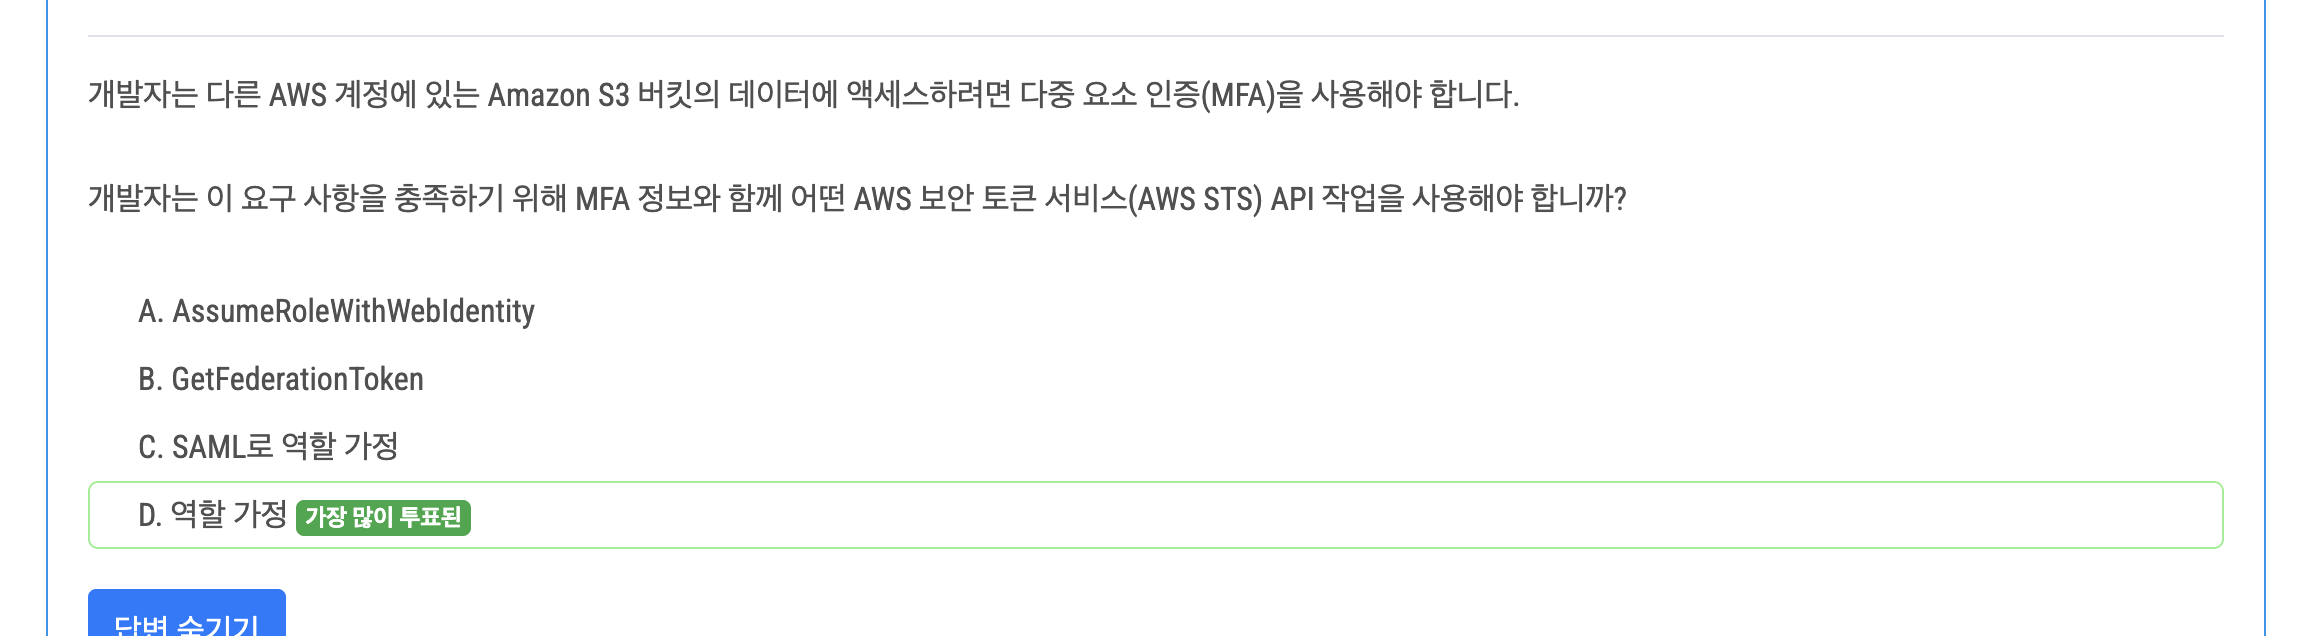 개발자는 다른 AWS 계정에 있는 Amazon S3 버킷의 데이터에 액세스하려면 다중 요소 인증(MFA)을 사용해야 합니다.
개발자는 이 요구 사항을 충족하기 위해 MFA 정보와 함께 어떤 AWS 보안 토큰 서비스(AWS STS) API 작업을 사용해야 합니까?
A. AssumeRoleWithWebIdentity
B. GetFederationToken
C. SAML로 역할 가정
D. 역할 가정 가장 많이 투표된
답변 숨기기